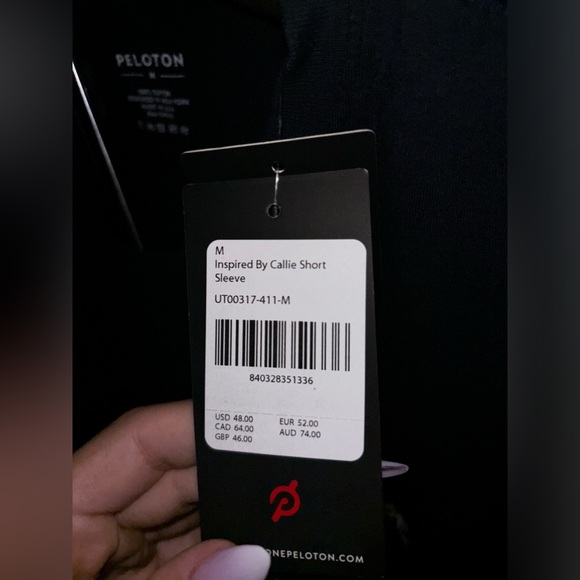 PELOTON
M
M
Inspired By Callie Short
Sleeve
UT00317-411-M
840328351336
USD 48.00 EUR 52.00
CAD 64.00 AUD 74.00
GBP 46.00
ONEPELOTON.COM